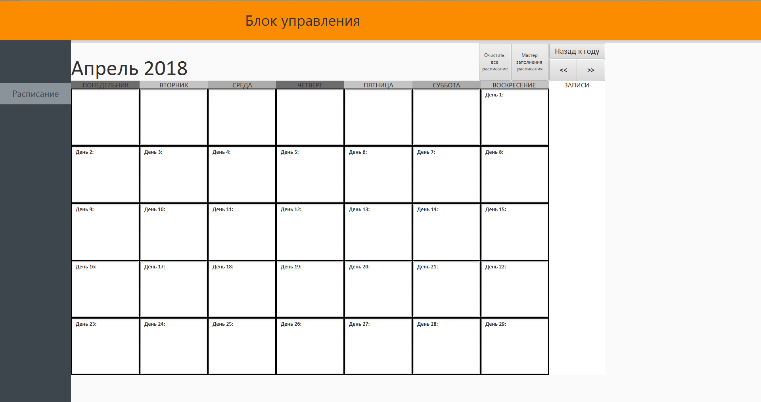 Блок управления
Апрель 2018
Очистить все расписание
Мастер заполнения расписания
Назад к году
<<
>>
Расписание
ПОНЕДЕЛЬНИК ВТОРНИК СРЕДА ЧЕТВЕРГ ПЯТНИЦА СУББОТА ВОСКРЕСЕНИЕ ЗАПИСИ
День 1:
День 2: День 3: День 4: День 5: День 6: День 7: День 8:
День 9: День 10: День 11: День 12: День 13: День 14: День 15:
День 16: День 17: День 18: День 19: День 20: День 21: День 22:
День 23: День 24: День 25: День 26: День 27: День 28: День 29: